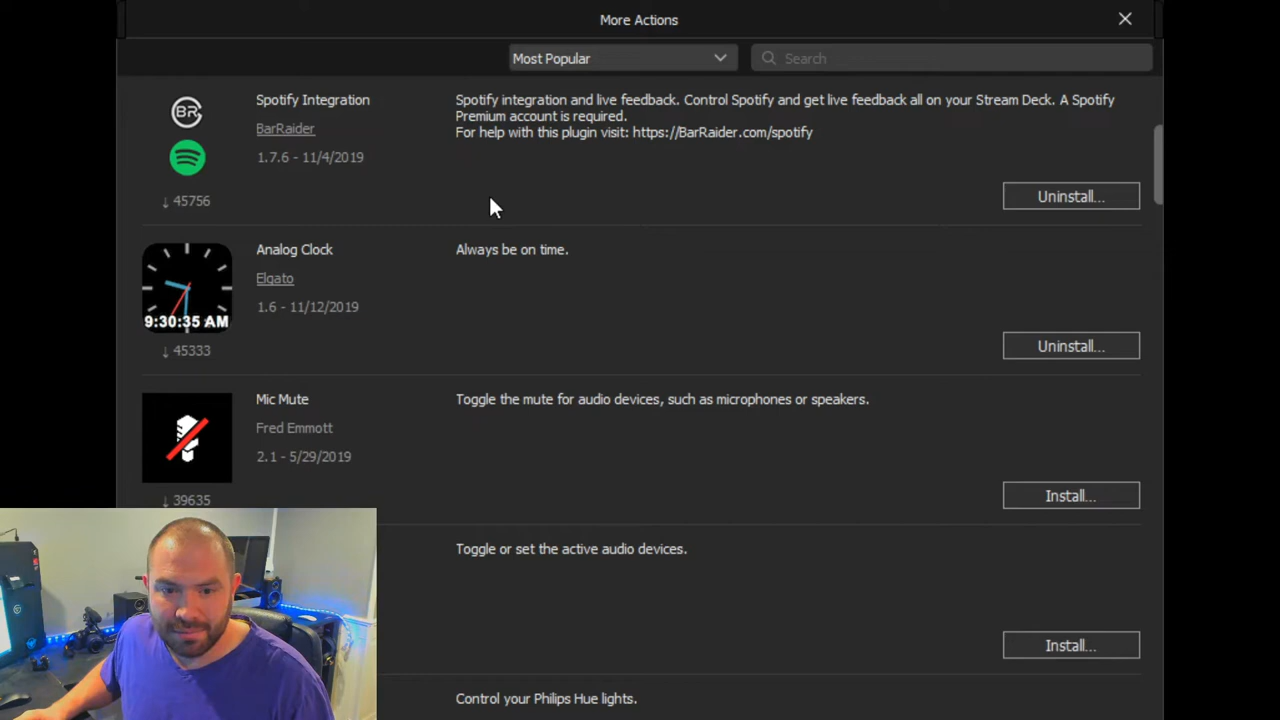 More Actions
Most Popular
Search
BR
Spotify Integration
BarRaider
1.7.6 - 11/4/2019
↓ 45756
Spotify integration and live feedback. Control Spotify and get live feedback all on your Stream Deck. A Spotify
Premium account is required.
For help with this plugin visit: https://BarRaider.com/spotify
Uninstall...
Analog Clock
Elgato
1.6 - 11/12/2019
9:30:35 AM
↓ 45333
Always be on time.
Uninstall...
Mic Mute
Fred Emmott
2.1 - 5/29/2019
↓ 39635
Toggle the mute for audio devices, such as microphones or speakers.
Install...
Toggle or set the active audio devices.
Install...
Control your Philips Hue lights.